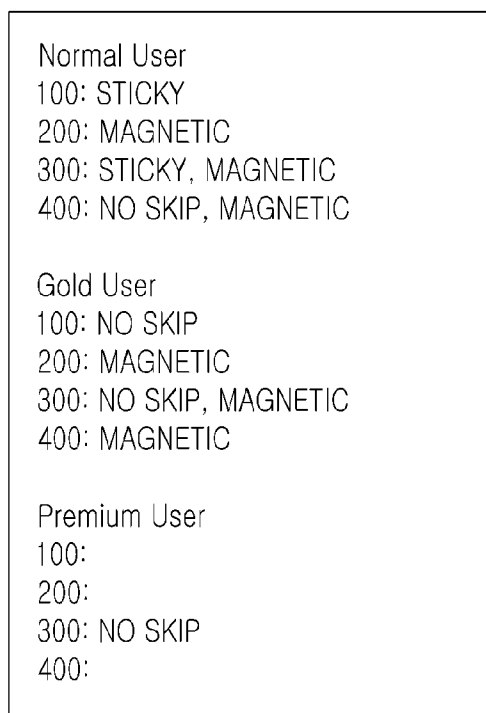 Normal User
100: STICKY
200: MAGNETIC
300: STICKY, MAGNETIC
400: NO SKIP, MAGNETIC
Gold User
100: NO SKIP
200: MAGNETIC
300: NO SKIP, MAGNETIC
400: MAGNETIC
Premium User
100:
200:
300: NO SKIP
400: